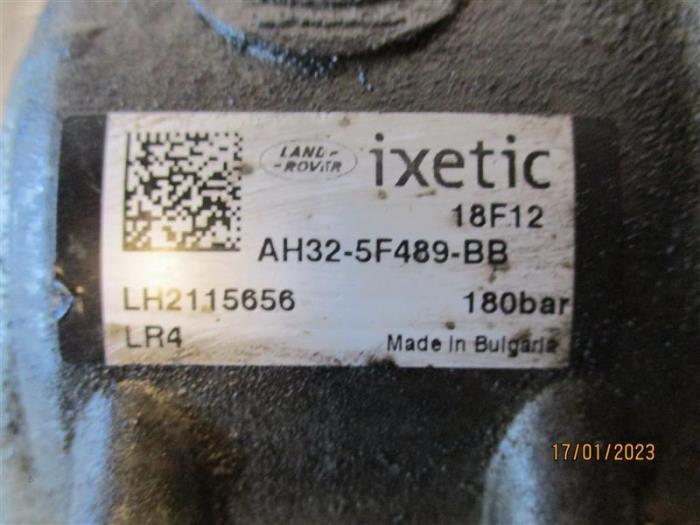 LAND-
-ROVER
ixetic
18F12
AH32-5F489-BB
LH2115656 180bar
LR4 Made in Bulgaria
17/01/2023